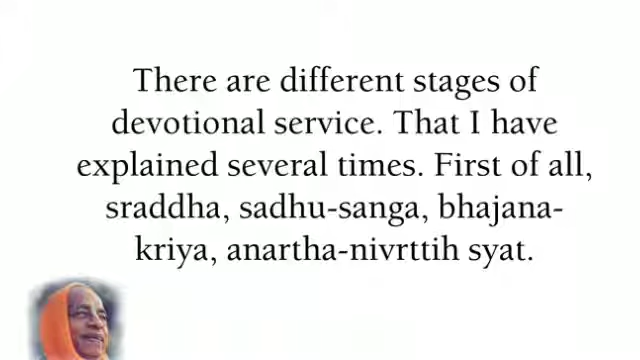 There are different stages of
devotional service. That I have
explained several times. First of all,
sraddha, sadhu-sanga, bhajana-
kriya, anartha-nivrttih syat.